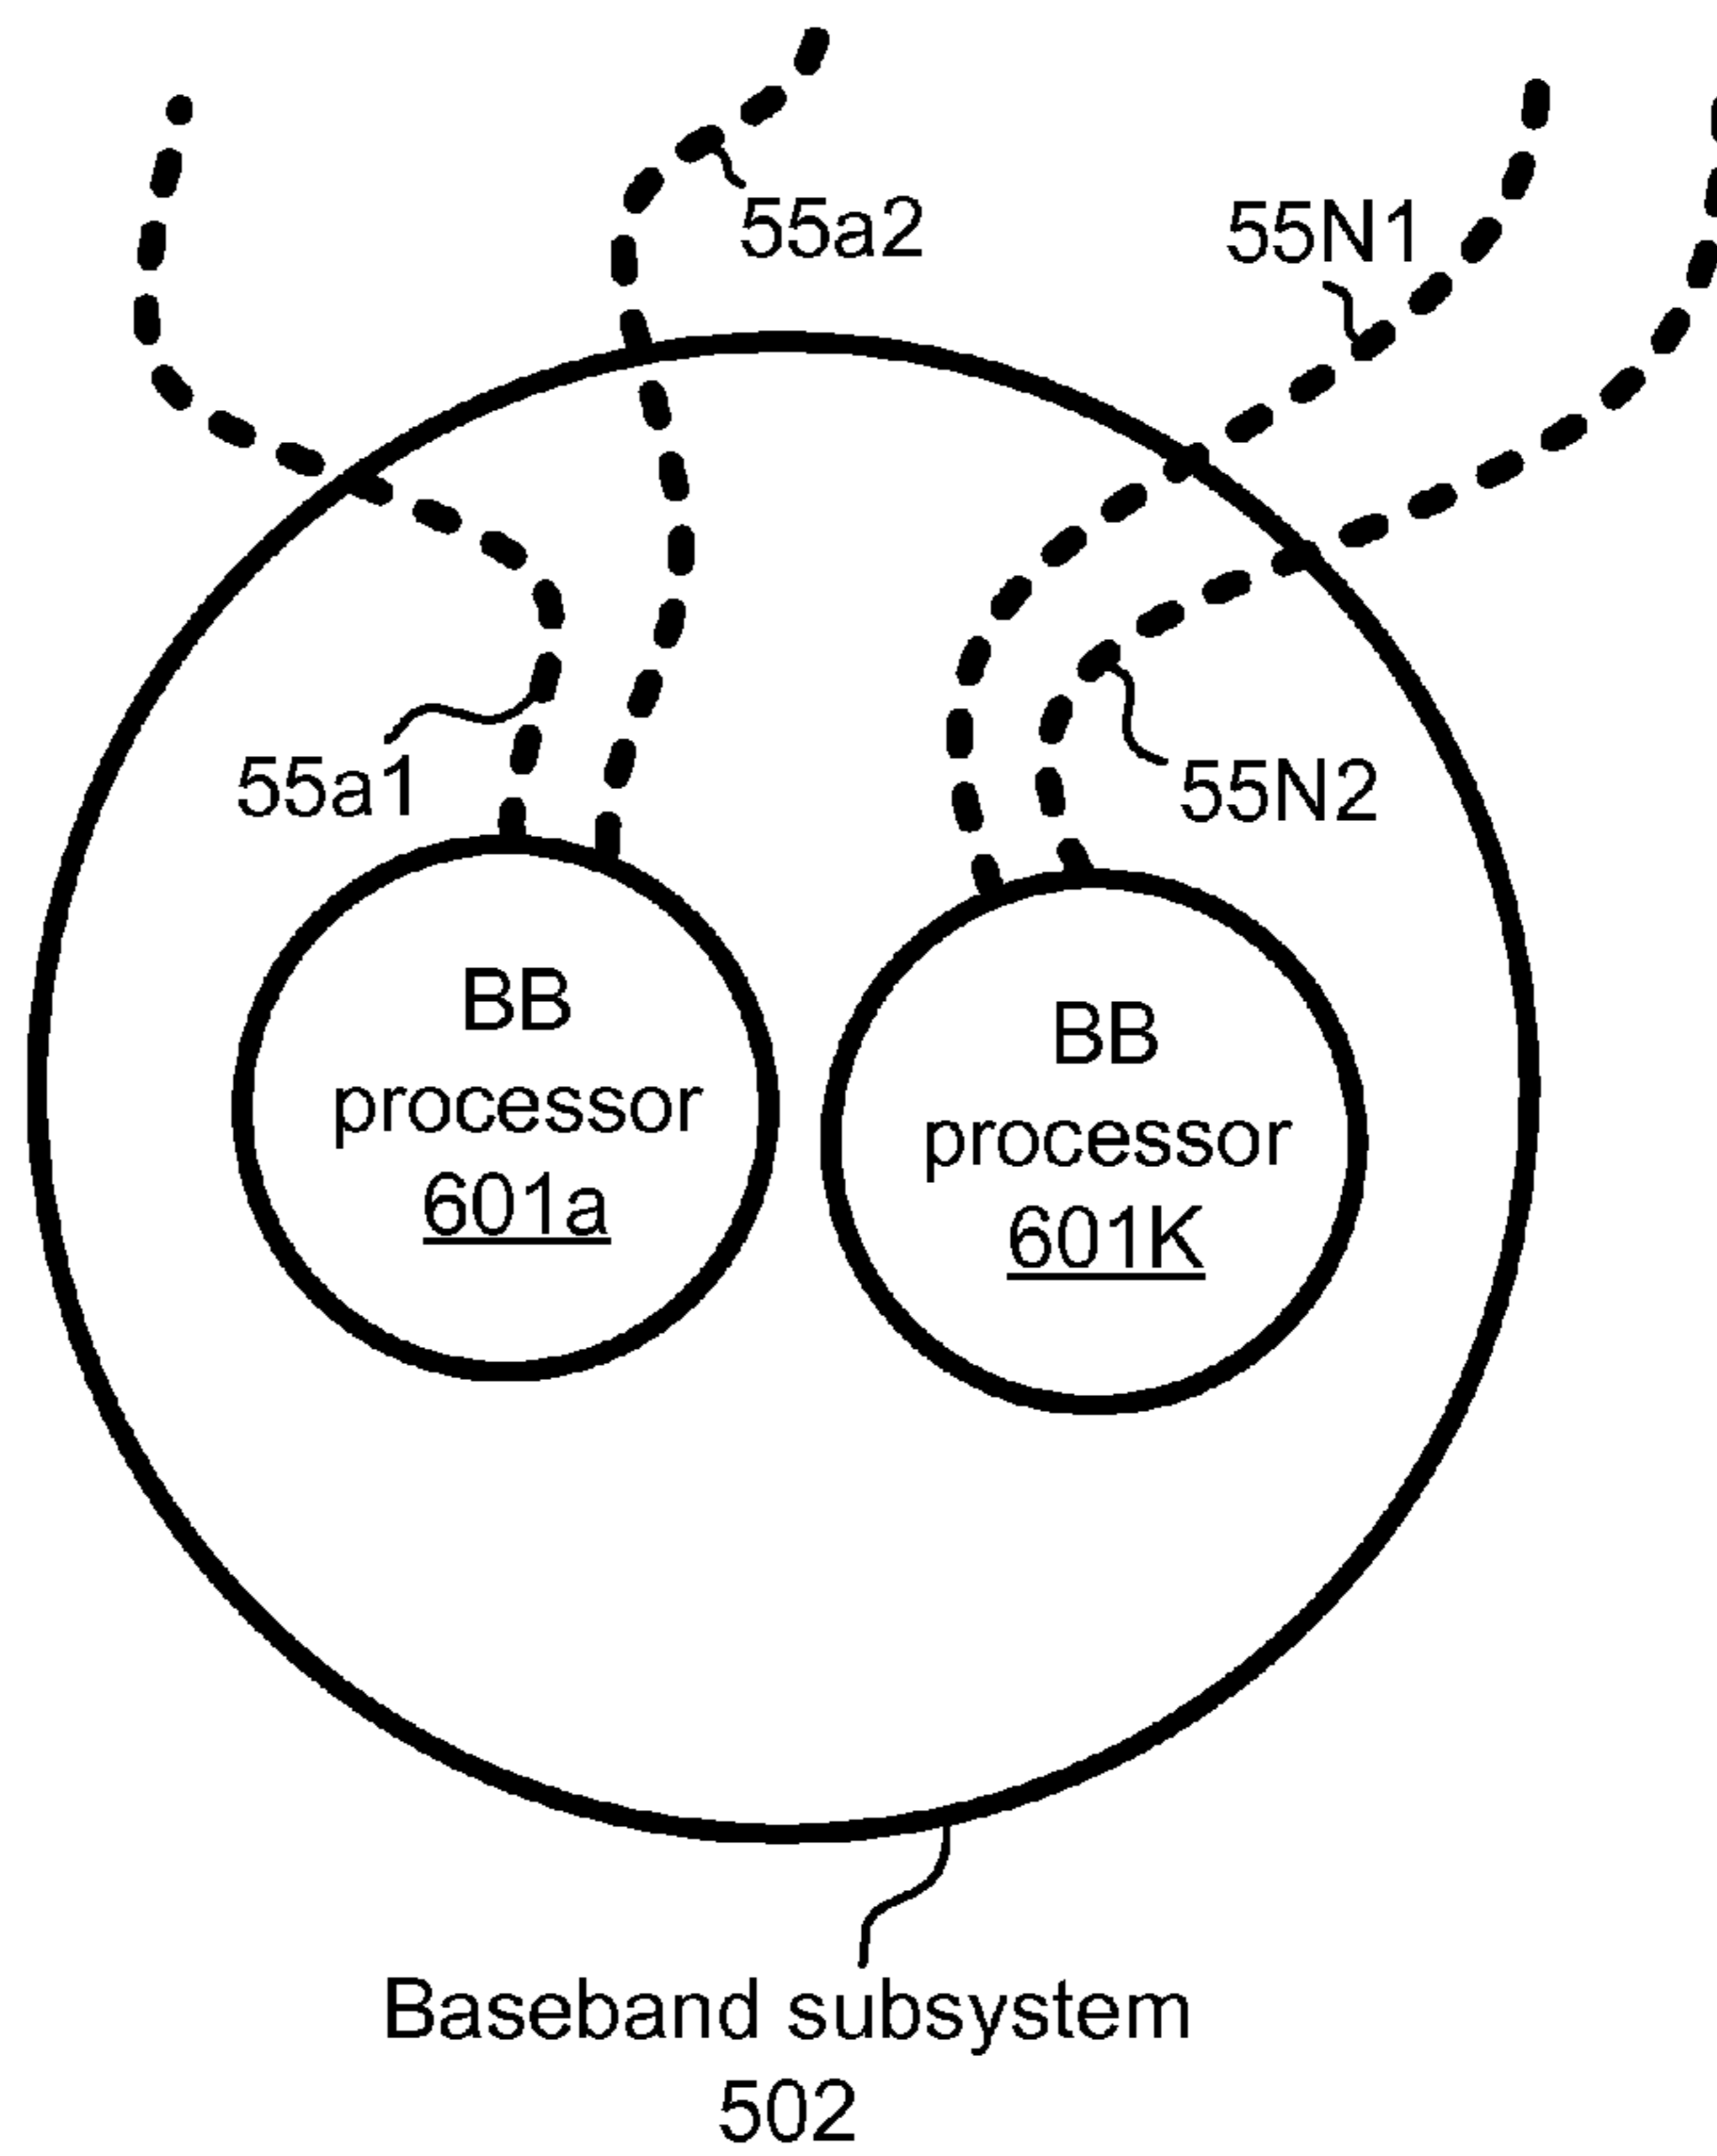 55a2
55N1
55a1
55N2
BB
processor
601a
BB
processor
601K
Baseband subsystem
502